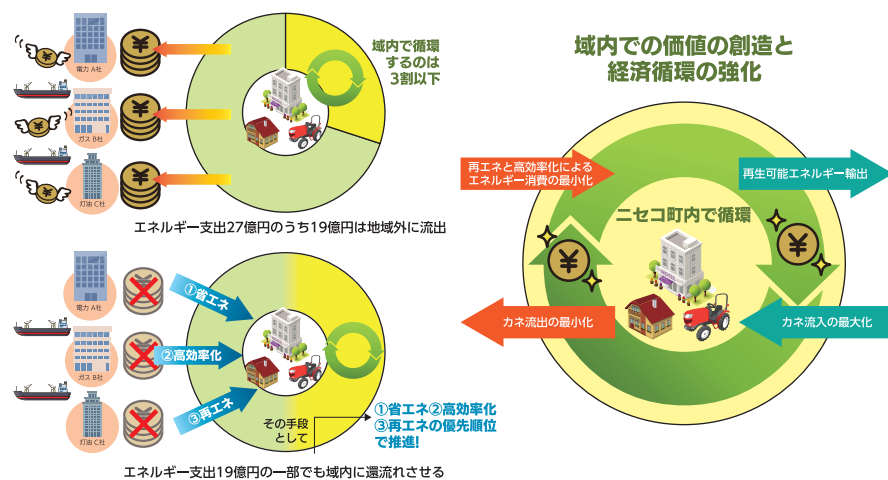 電力 A社
ガス B社
灯油 C社
域内で循環
するのは
3割以下
エネルギー支出27億円のうち19億円は地域外に流出
電力 A社
ガス B社
灯油 C社
①省エネ
②高効率化
③再エネ
その手段
として
①省エネ②高効率化
③再エネの優先順位
で推進!
エネルギー支出19億円の一部でも域内に還流れさせる
域内での価値の創造と
経済循環の強化
再エネと高効率化による
エネルギー消費の最小化
再生可能エネルギー輸出
ニセコ町内で循環
カネ流出の最小化
カネ流入の最大化